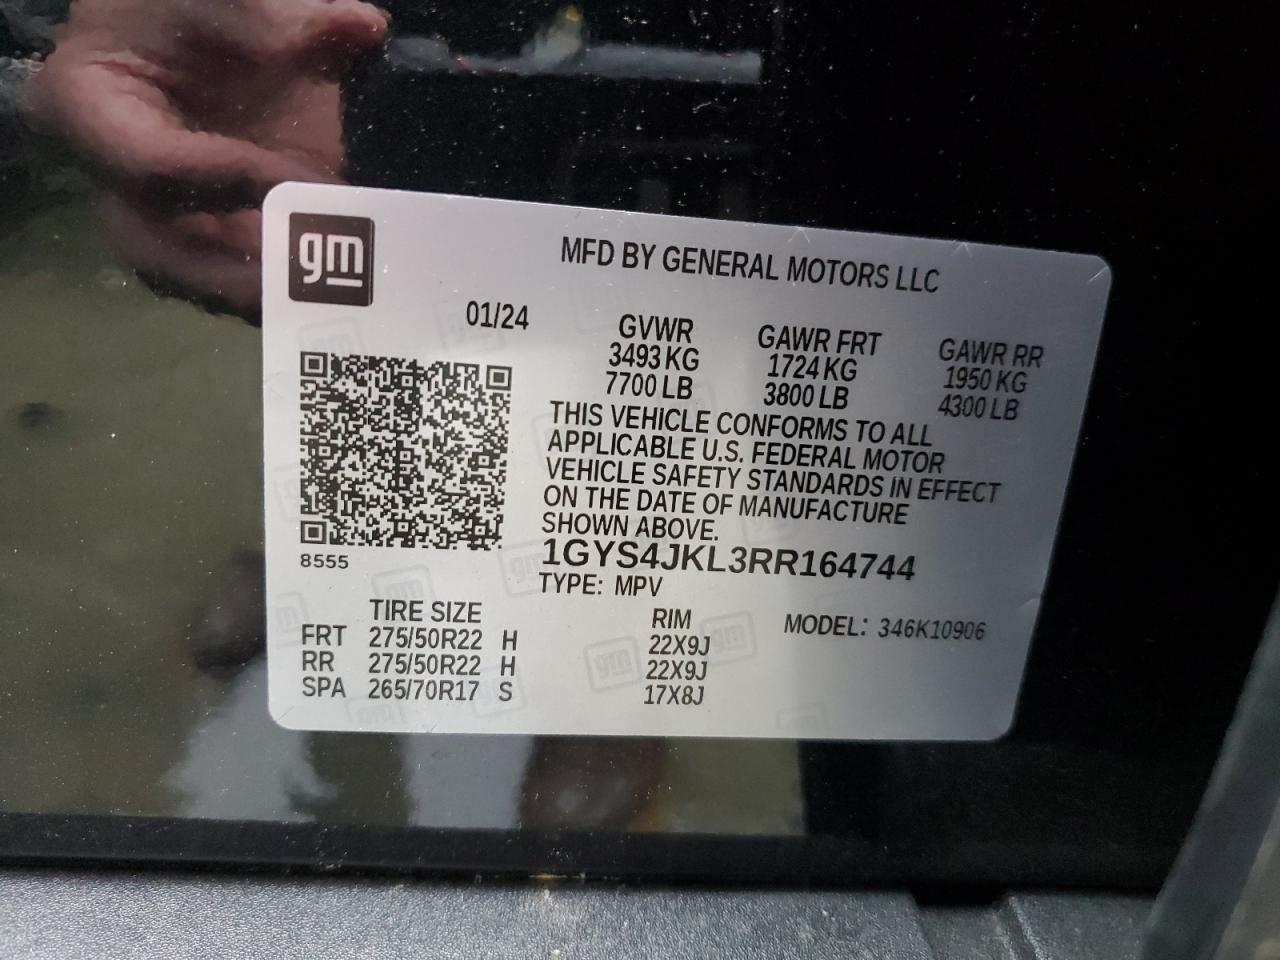 gm
MFD BY GENERAL MOTORS LLC
01/24
GVWR GAWR FRT GAWR RR
3493 KG 1724 KG 1950 KG
7700 LB 3800 LB 4300 LB
THIS VEHICLE CONFORMS TO ALL
APPLICABLE U.S. FEDERAL MOTOR
VEHICLE SAFETY STANDARDS IN EFFECT
ON THE DATE OF MANUFACTURE
SHOWN ABOVE.
8555
1GYS4JKL3RR164744
TYPE: MPV
TIRE SIZE RIM MODEL: 346K10906
FRT 275/50R22 H 22X9J
RR 275/50R22 H 22X9J
SPA 265/70R17 S 17X8J